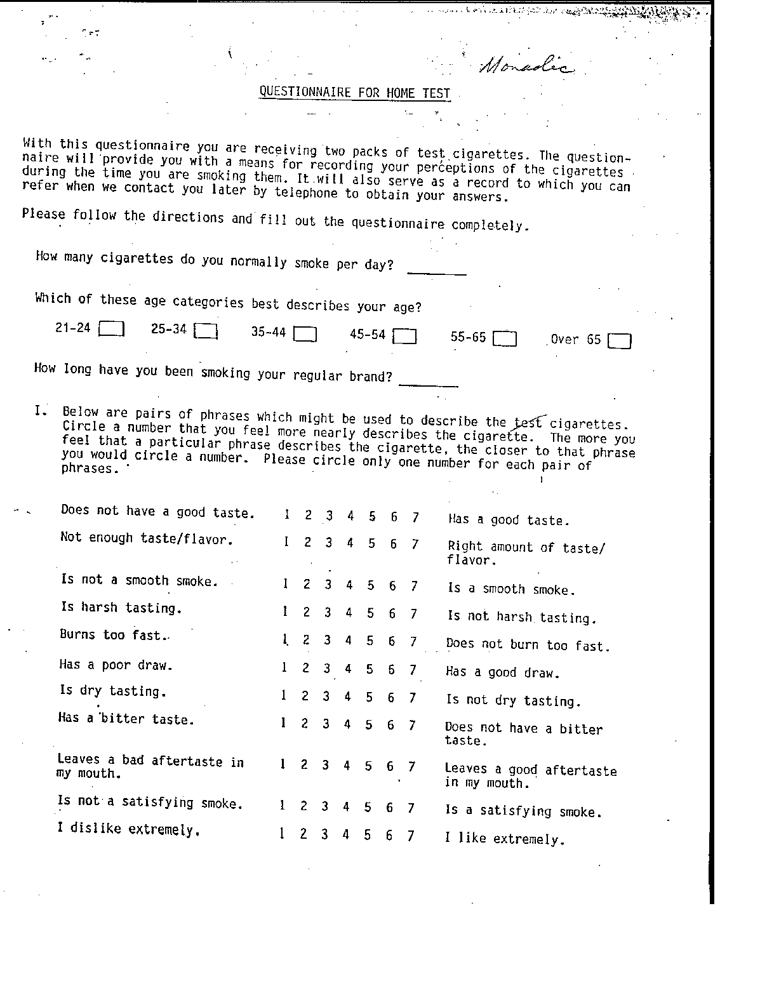 Monadic
QUESTIONNAIRE FOR HOME TEST
With this questionnaire you are receiving two packs of test cigarettes. The question-
naire will provide you with a means for recording your perceptions of the cigarettes
during the time you are smoking them. It will also serve as a record to which you can
refer when we contact you later by telephone to obtain your answers.
Please follow the directions and fill out the questionnaire completely.
How many cigarettes do you normally smoke per day? ______
Which of these age categories best describes your age?
21-24 25-34 35-44 45-54 55-65 Over 65
How long have you been smoking your regular brand? ______
I. Below are pairs of phrases which might be used to describe the test cigarettes.
Circle a number that you feel more nearly describes the cigarette. The more you
feel that a particular phrase describes the cigarette, the closer to that phrase
you would circle a number. Please circle only one number for each pair of
phrases.
Does not have a good taste. 1 2 3 4 5 6 7 Has a good taste.
Not enough taste/flavor. 1 2 3 4 5 6 7 Right amount of taste/
flavor.
Is not a smooth smoke. 1 2 3 4 5 6 7 Is a smooth smoke.
Is harsh tasting. 1 2 3 4 5 6 7 Is not harsh tasting.
Burns too fast. 1 2 3 4 5 6 7 Does not burn too fast.
Has a poor draw. 1 2 3 4 5 6 7 Has a good draw.
Is dry tasting. 1 2 3 4 5 6 7 Is not dry tasting.
Has a bitter taste. 1 2 3 4 5 6 7 Does not have a bitter
taste.
Leaves a bad aftertaste in 1 2 3 4 5 6 7 Leaves a good aftertaste
my mouth. in my mouth.
Is not a satisfying smoke. 1 2 3 4 5 6 7 Is a satisfying smoke.
I dislike extremely. 1 2 3 4 5 6 7 I like extremely.